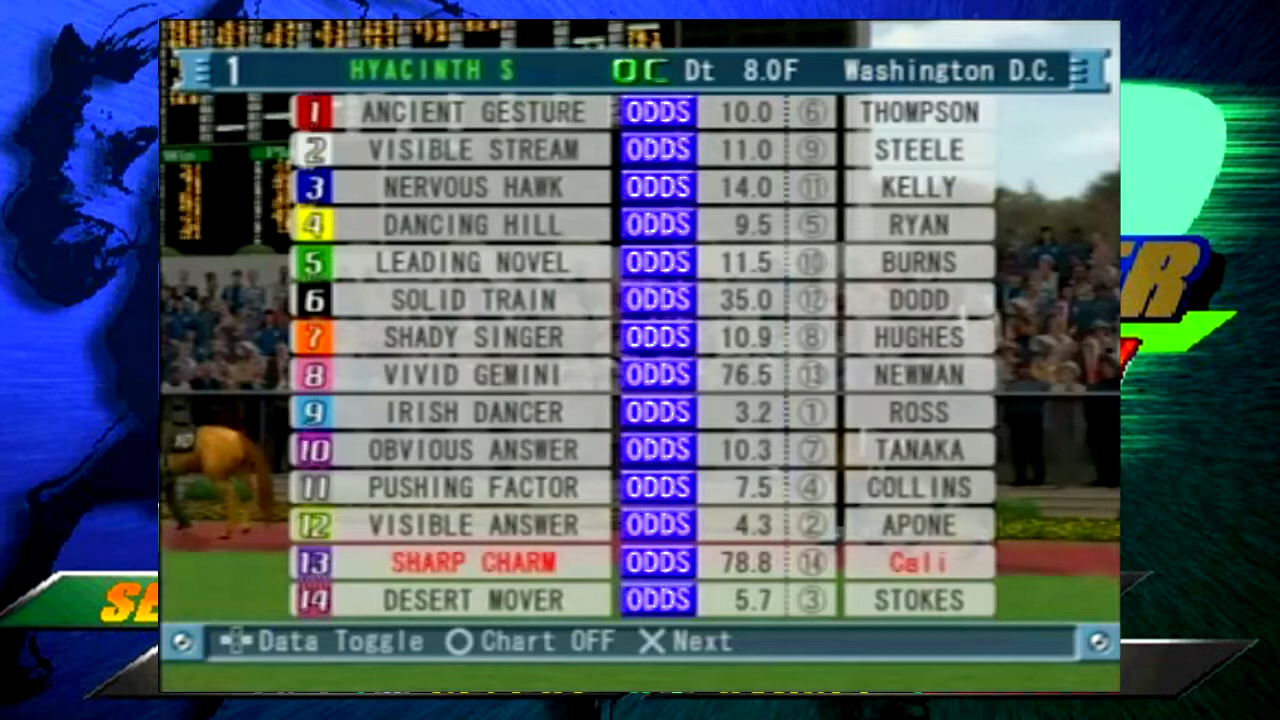 1 HYACINTH S OC Dt 8.0F Washington D.C.
1 ANCIENT GESTURE ODDS 10.0 ⑥ THOMPSON
2 VISIBLE STREAM ODDS 11.0 ⑨ STEELE
3 NERVOUS HAWK ODDS 14.0 ⑪ KELLY
4 DANCING HILL ODDS 9.5 ⑤ RYAN
5 LEADING NOVEL ODDS 11.5 ⑩ BURNS
6 SOLID TRAIN ODDS 35.0 ⑫ DODD
7 SHADY SINGER ODDS 10.9 ⑧ HUGHES
8 VIVID GEMINI ODDS 76.5 ⑬ NEWMAN
9 IRISH DANCER ODDS 3.2 ① ROSS
10 OBVIOUS ANSWER ODDS 10.3 ⑦ TANAKA
11 PUSHING FACTOR ODDS 7.5 ④ COLLINS
12 VISIBLE ANSWER ODDS 4.3 ② APONE
13 SHARP CHARM ODDS 78.8 ⑭ Cali
14 DESERT MOVER ODDS 5.7 ③ STOKES
Data Toggle Chart OFF Next